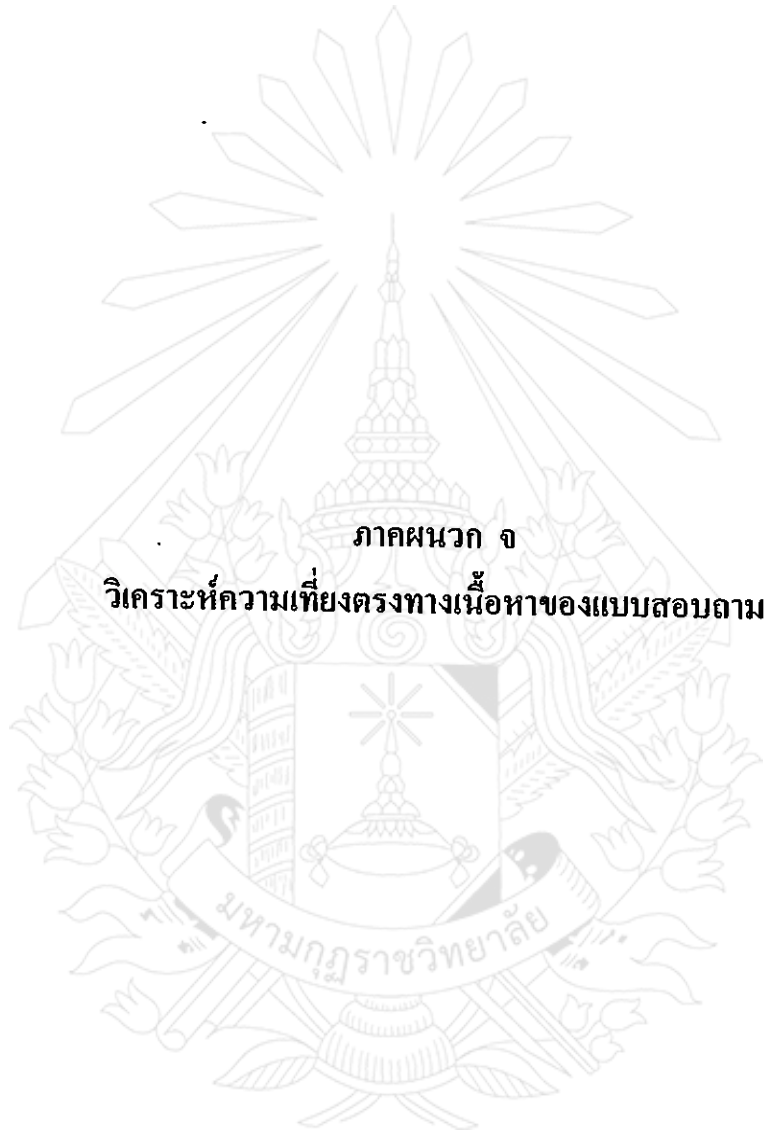 ภาคผนวก จ
วิเคราะห์ความเที่ยงตรงทางเนื้อหาของแบบสอบถาม
มหามกุฏราชวิทยาลัย